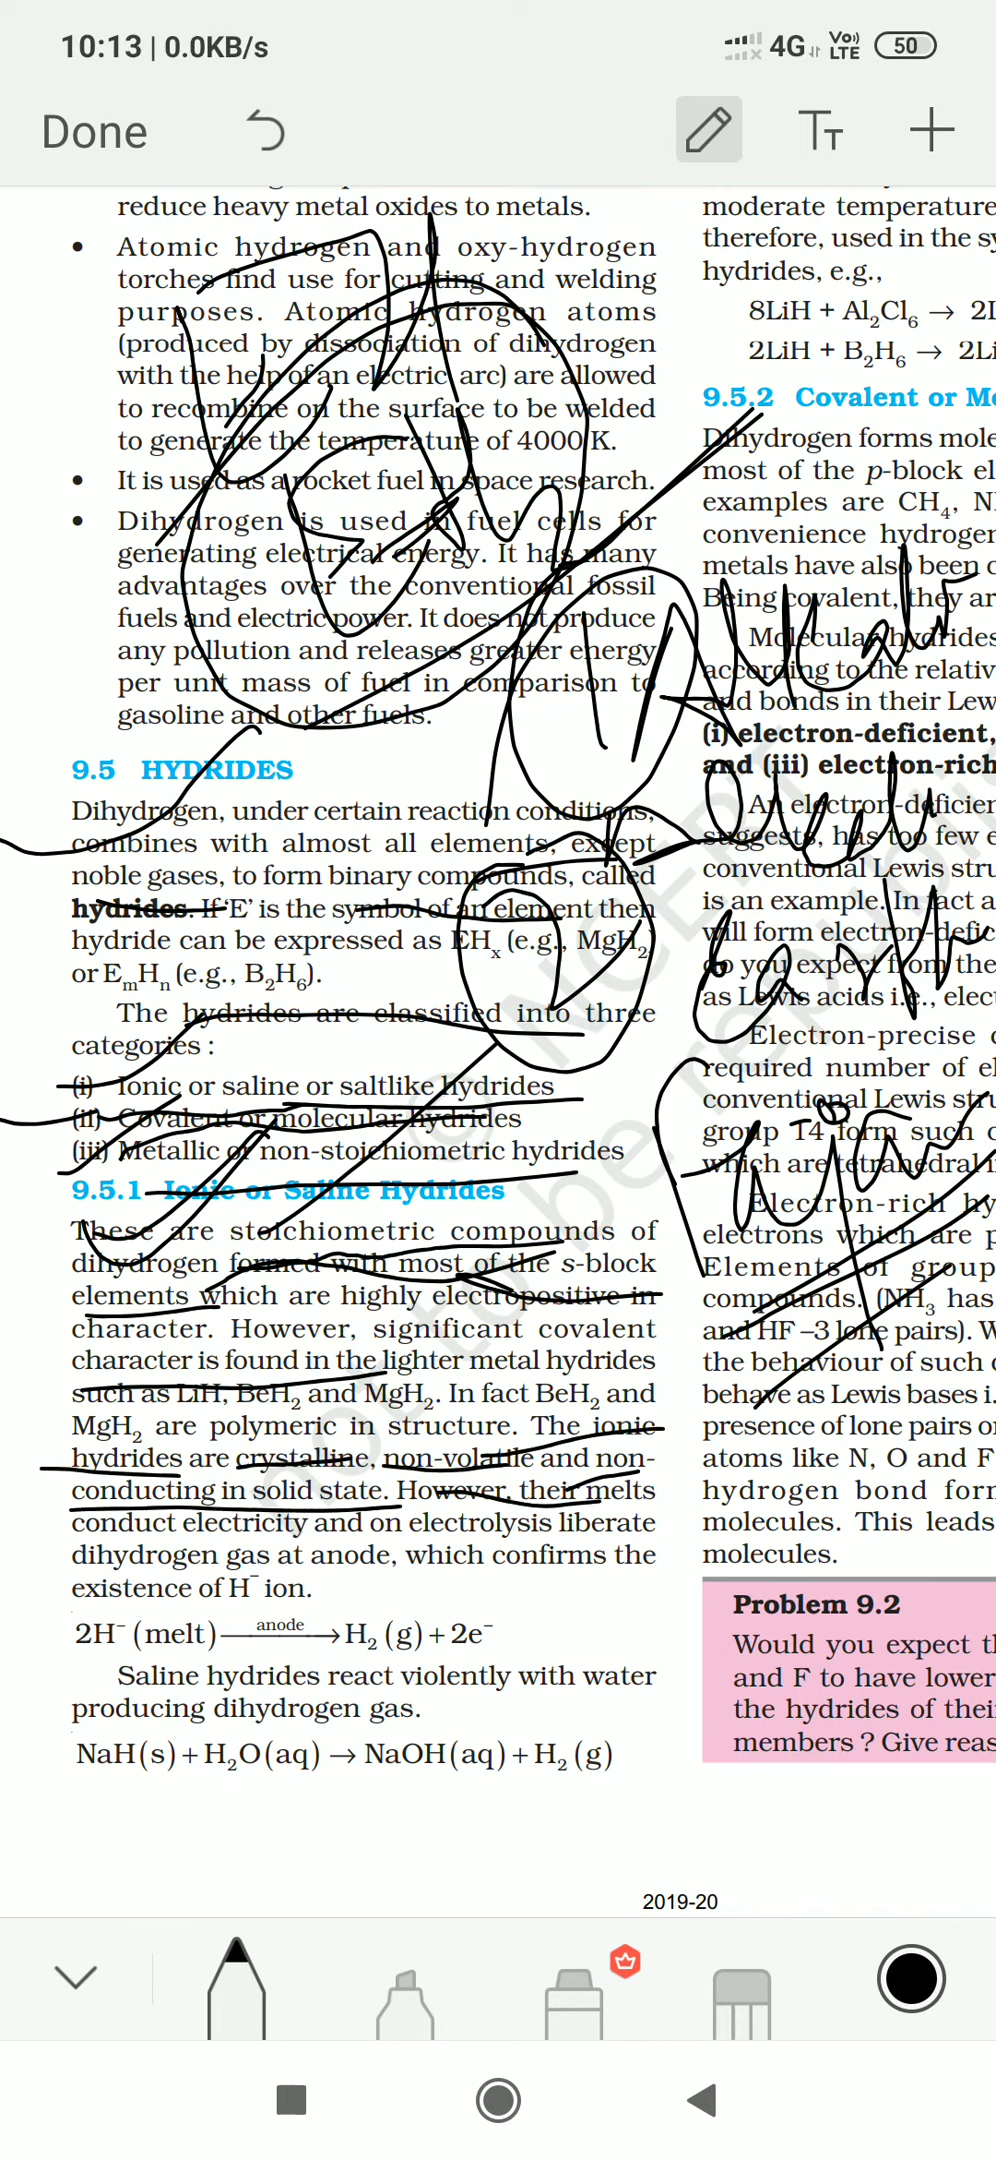 10:13 | 0.0KB/s
4G
Vo)) LTE
50
Done
TT
reduce heavy metal oxides to metals.
• Atomic hydrogen and oxy-hydrogen
torches find use for cutting and welding
purposes. Atomic hydrogen atoms
(produced by dissociation of dihydrogen
with the help of an electric arc) are allowed
to recombine on the surface to be welded
to generate the temperature of 4000 K.
• It is used as a rocket fuel in space research.
• Dihydrogen is used in fuel cells for
generating electrical energy. It has many
advantages over the conventional fossil
fuels and electric power. It does not produce
any pollution and releases greater energy
per unit mass of fuel in comparison to
gasoline and other fuels.
9.5 HYDRIDES
Dihydrogen, under certain reaction conditions,
combines with almost all elements, except
noble gases, to form binary compounds, called
hydrides. If 'E' is the symbol of an element then
hydride can be expressed as EHₓ (e.g., MgH₂)
or EₘHₙ (e.g., B₂H₆).
The hydrides are classified into three
categories :
(i) Ionic or saline or saltlike hydrides
(ii) Covalent or molecular hydrides
(iii) Metallic or non-stoichiometric hydrides
9.5.1 Ionic or Saline Hydrides
These are stoichiometric compounds of
dihydrogen formed with most of the s-block
elements which are highly electropositive in
character. However, significant covalent
character is found in the lighter metal hydrides
such as LiH, BeH₂ and MgH₂. In fact BeH₂ and
MgH₂ are polymeric in structure. The ionic
hydrides are crystalline, non-volatile and non-
conducting in solid state. However, their melts
conduct electricity and on electrolysis liberate
dihydrogen gas at anode, which confirms the
existence of H⁻ ion.
2H⁻ (melt) —anode→ H₂ (g) + 2e⁻
Saline hydrides react violently with water
producing dihydrogen gas.
NaH(s) + H₂O(aq) → NaOH(aq) + H₂(g)
moderate temperature
therefore, used in the
hydrides, e.g.,
8LiH + Al₂Cl₆ →
2LiH + B₂H₆ →
9.5.2 Covalent or
Dihydrogen forms
most of the p-block
examples are CH₄,
convenience
metals have also been
Being covalent, they
Molecular hydrides
according to the
and bonds in their
(i) electron-deficient,
and (iii) electron-rich
An
suggests, has too few
conventional Lewis
is an example. In fact
will form
do you expect from the
as Lewis acids i.e.,
Electron-precise
required number of
conventional Lewis
group 14 form such
which are tetrahedral
Electron-rich
electrons which are
Elements of group
compounds. (NH₃ has
and HF –3 lone pairs).
the behaviour of such
behave as Lewis bases
presence of lone pairs
atoms like N, O and F
hydrogen bond
molecules. This leads
molecules.
Problem 9.2
Would you expect
and F to have lower
the hydrides of
members ? Give
© NCERT
not to be
2019-20